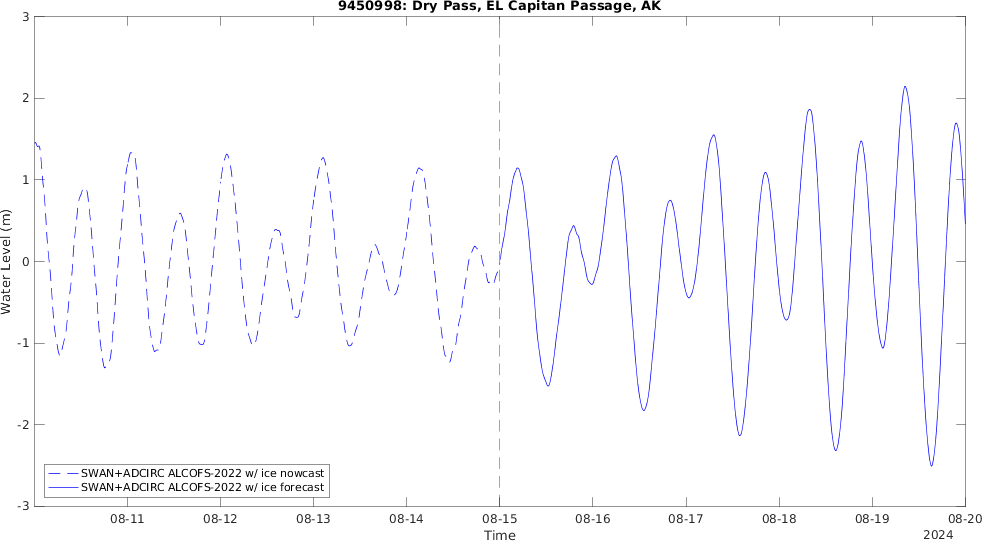 9450998: Dry Pass, EL Capitan Passage, AK
Water Level (m)
3
2
1
0
-1
-2
-3
SWAN+ADCIRC ALCOFS-2022 w/ ice nowcast
SWAN+ADCIRC ALCOFS-2022 w/ ice forecast
08-11 08-12 08-13 08-14 08-15 08-16 08-17 08-18 08-19 08-20
Time
2024